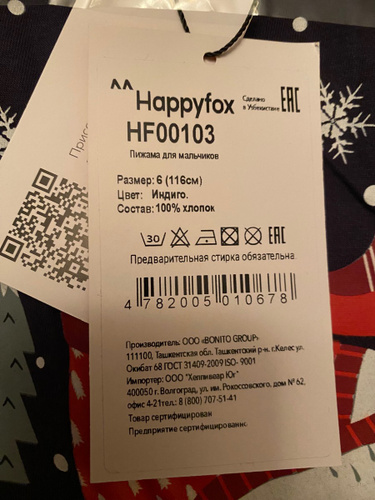 Happyfox
Сделано
в Узбекистане
EAC
HF00103
Пижама для мальчиков
Размер: 6 (116см)
Цвет: Индиго.
Состав: 100% хлопок
30
EAC
Предварительная стирка обязательна.
4 782005 010678
Производитель: ООО «BONITO GROUP»
111100, Ташкентская обл. Ташкентский р-н. г.Келес ул.
Окибат 68 ГОСТ 31409-2009 ISO- 9001
Импортер: ООО "Хеппивеар Юг"
400050 г. Волгоград, ул. им. Рокоссовского. дом № 62,
офис 4-21тел.: 8 (800) 707-51-41
Товар сертифицирован
Предприятие сертифицировано.